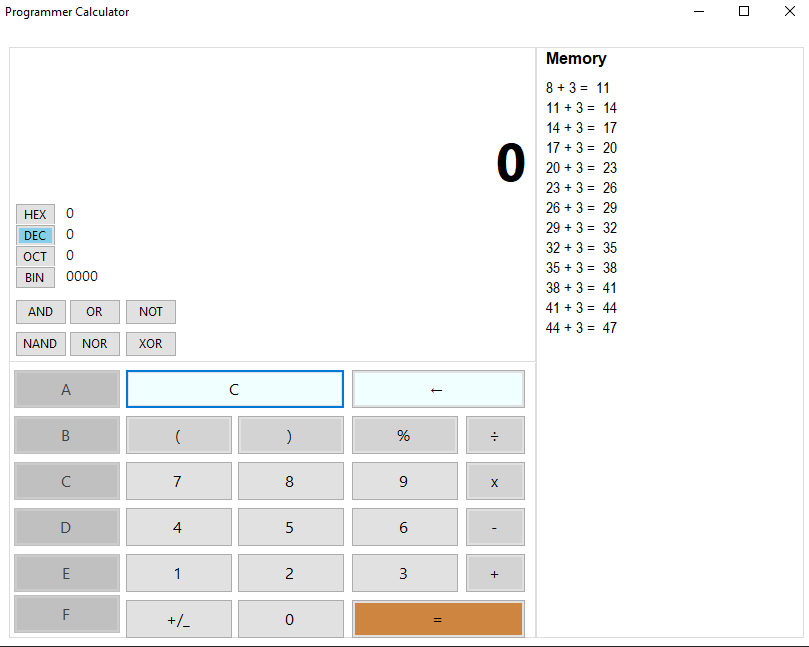 Programmer Calculator
Memory
8 + 3 = 11
11 + 3 = 14
14 + 3 = 17
17 + 3 = 20
20 + 3 = 23
23 + 3 = 26
26 + 3 = 29
29 + 3 = 32
32 + 3 = 35
35 + 3 = 38
38 + 3 = 41
41 + 3 = 44
44 + 3 = 47
0
HEX 0
DEC 0
OCT 0
BIN 0000
AND OR NOT
NAND NOR XOR
A C ←
B ( ) % ÷
C 7 8 9 x
D 4 5 6 -
E 1 2 3 +
F +/_ 0 =